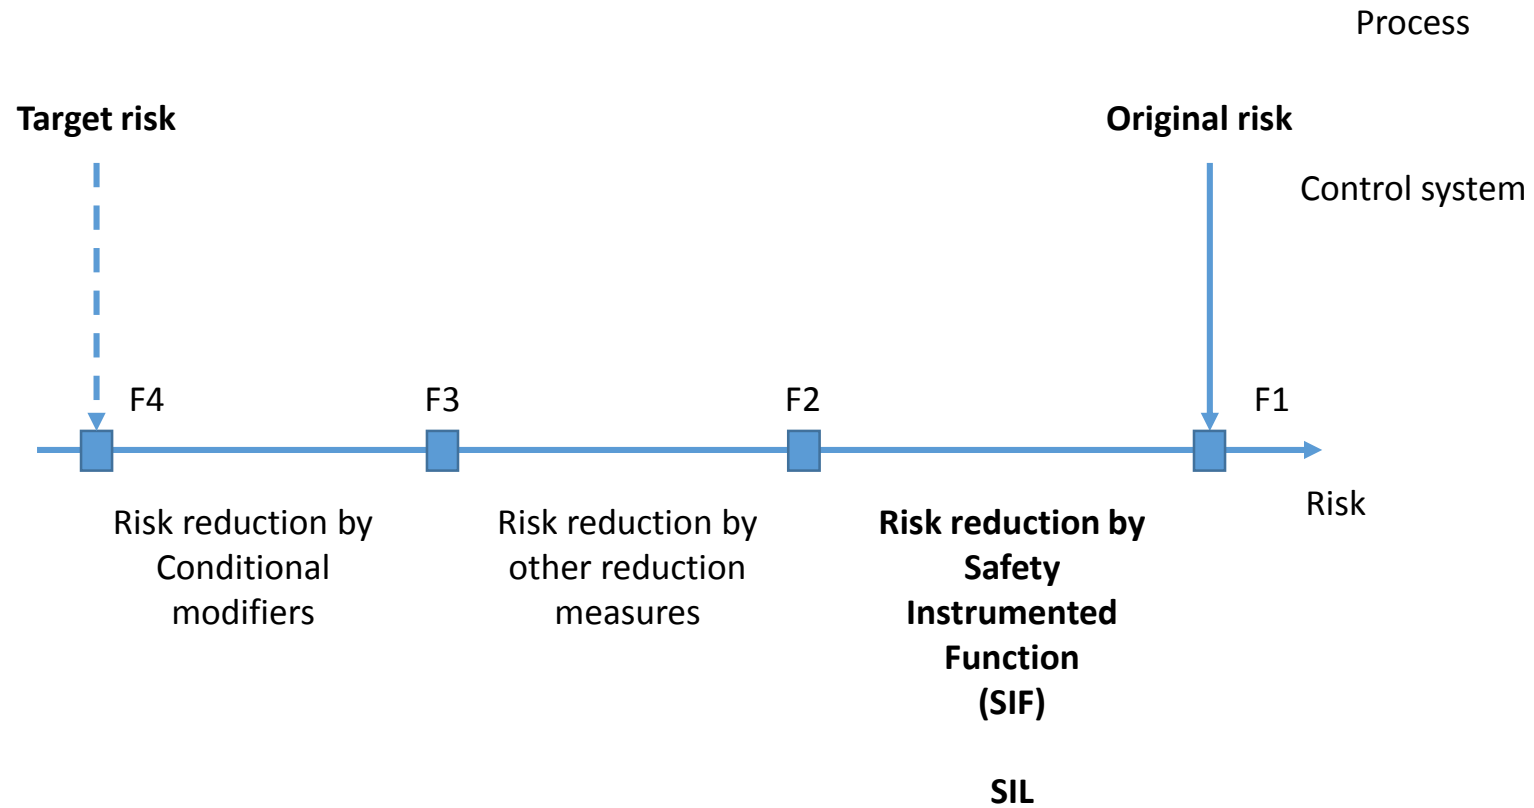 Process
Target risk
Original risk
Control system
F4
F3
F2
F1
Risk
Risk reduction by
Conditional
modifiers
Risk reduction by
other reduction
measures
Risk reduction by
Safety
Instrumented
Function
(SIF)
SIL